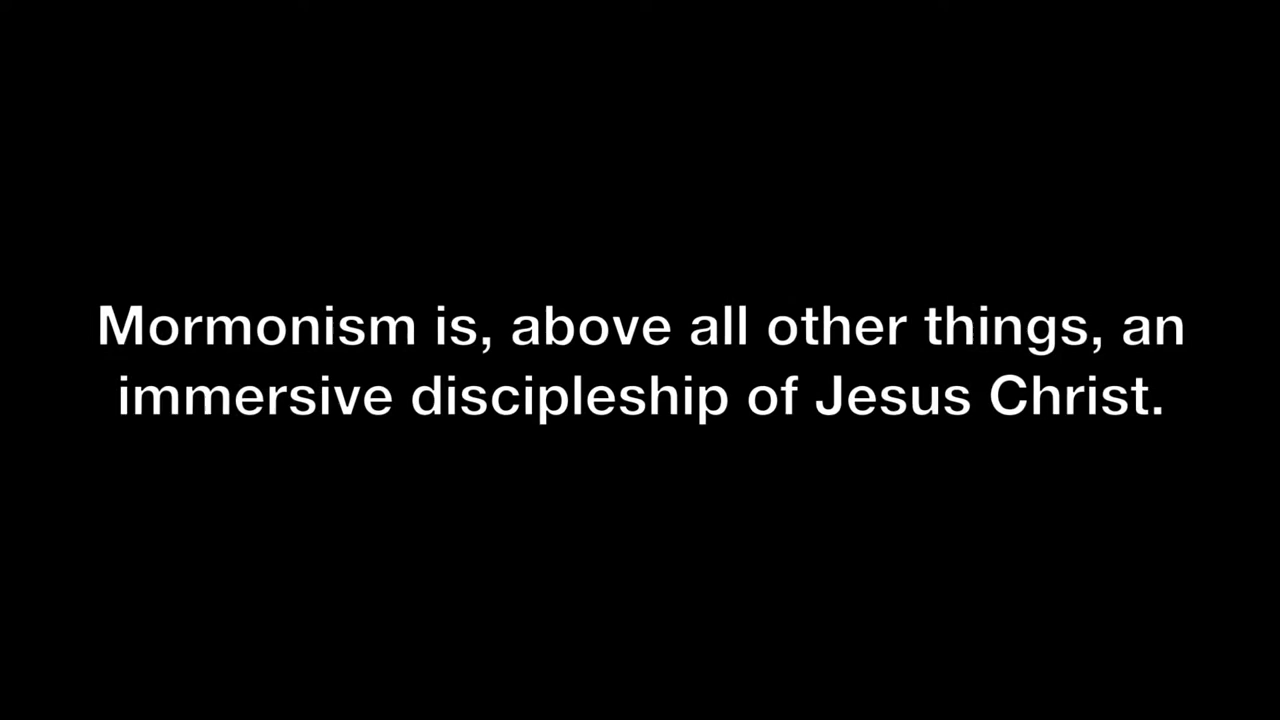 Mormonism is, above all other things, an
immersive discipleship of Jesus Christ.